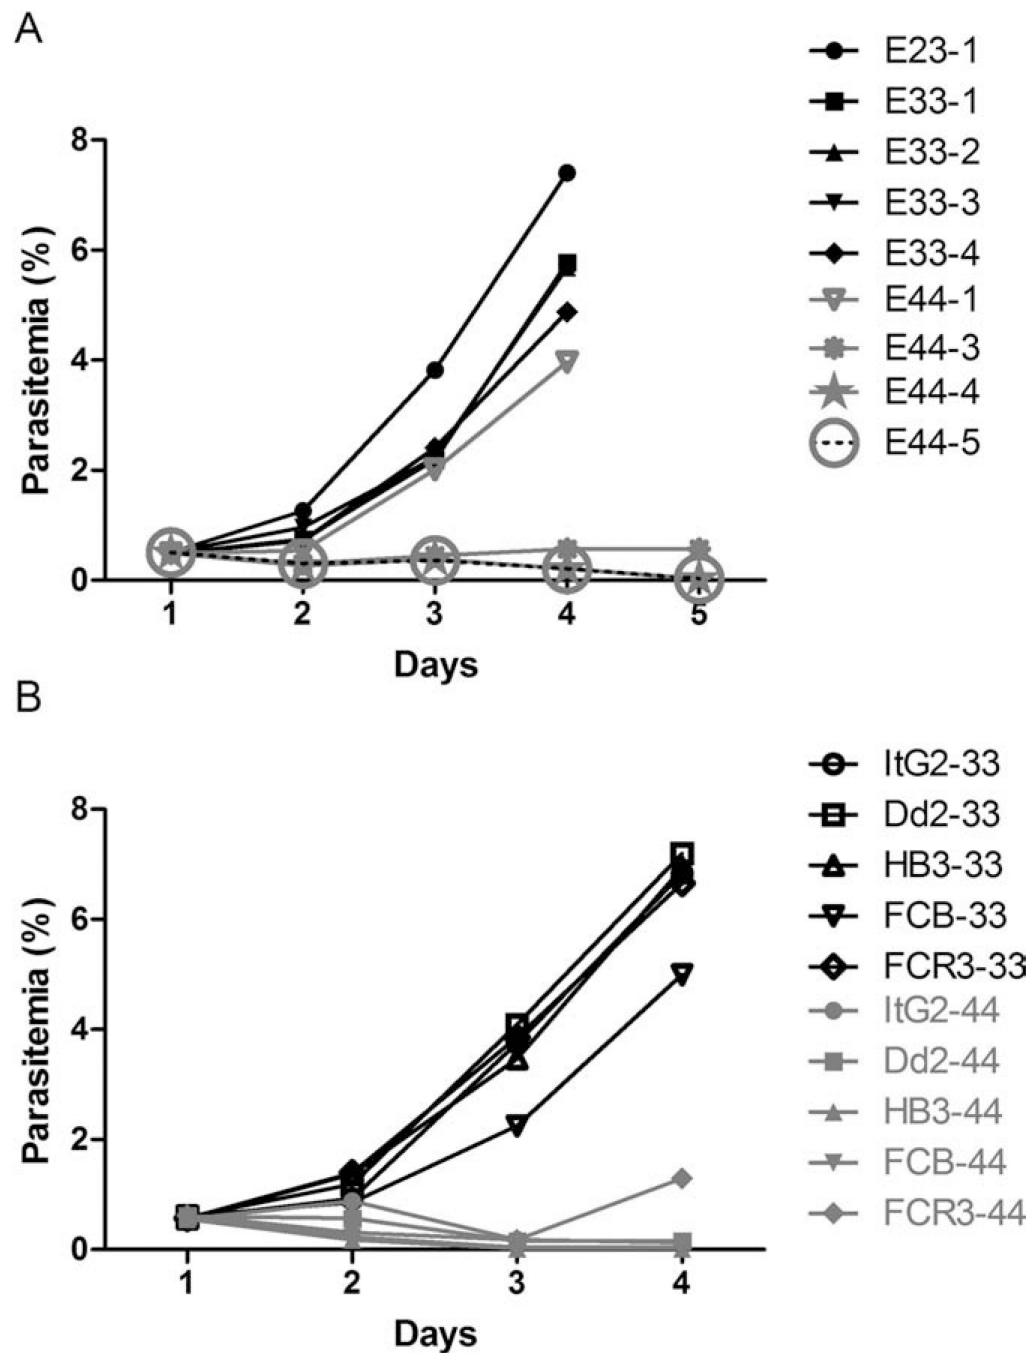 A
E23-1
E33-1
E33-2
E33-3
E33-4
E44-1
E44-3
E44-4
E44-5
8
6
4
2
0
Parasitemia (%)
1 2 3 4 5
Days
B
ItG2-33
Dd2-33
HB3-33
FCB-33
FCR3-33
ItG2-44
Dd2-44
HB3-44
FCB-44
FCR3-44
8
6
4
2
0
Parasitemia (%)
1 2 3 4
Days